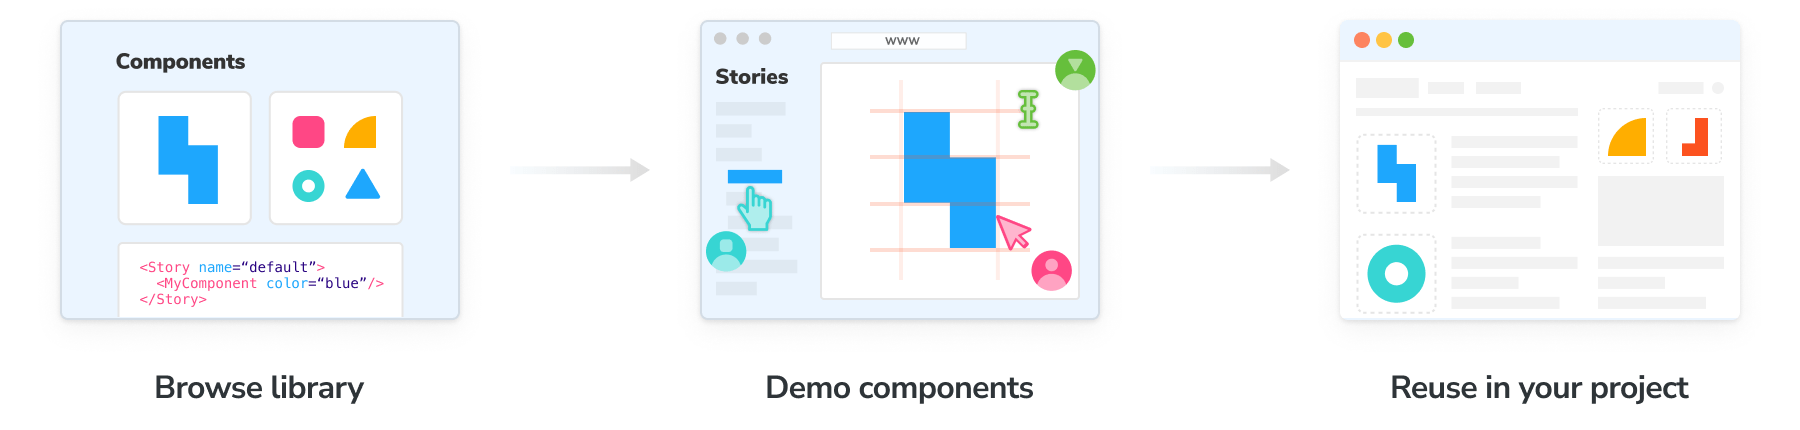 Components
<Story name=“default”>
<MyComponent color=“blue”/>
</Story>
Browse library
www
Stories
Demo components
Reuse in your project